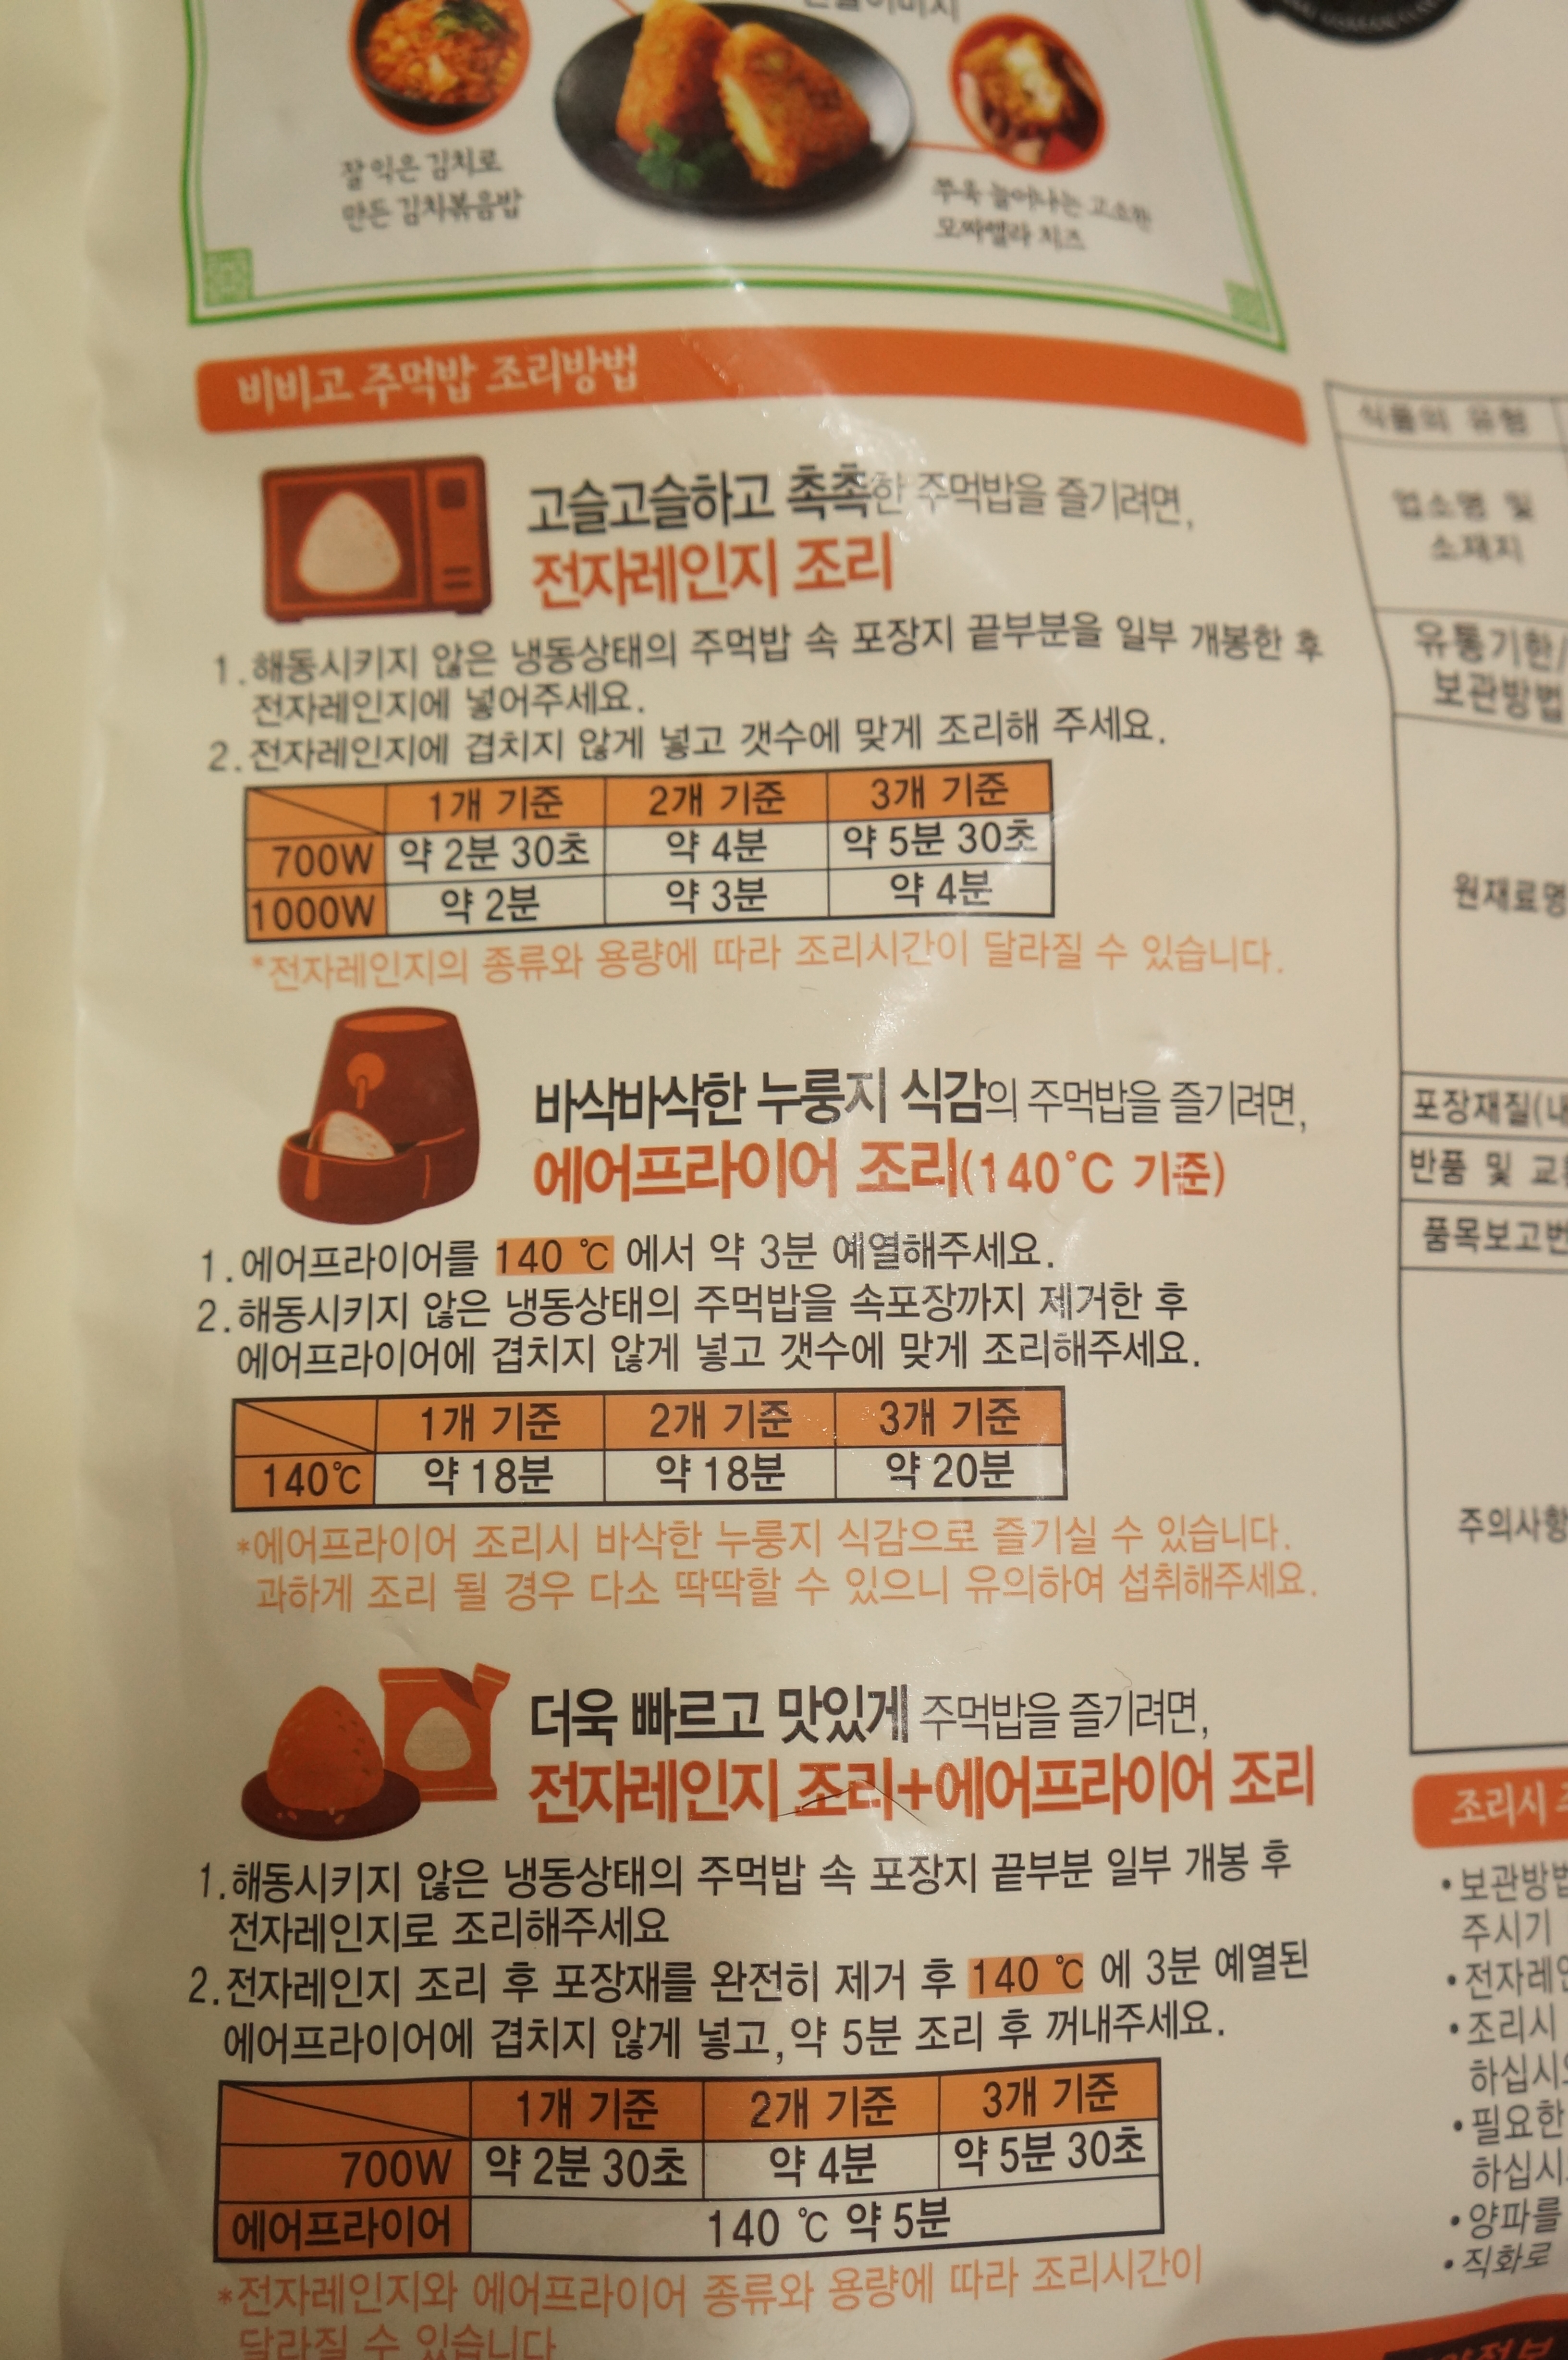 잘 익은 김치로
만든 김치볶음밥
쭈욱 늘어나는 고소한
모짜렐라 치즈
비비고 주먹밥 조리방법
고슬고슬하고 촉촉한 주먹밥을 즐기려면,
전자레인지 조리
1. 해동시키지 않은 냉동상태의 주먹밥 속 포장지 끝부분을 일부 개봉한 후
전자레인지에 넣어주세요.
2. 전자레인지에 겹치지 않게 넣고 갯수에 맞게 조리해 주세요.
1개 기준 2개 기준 3개 기준
700W 약 2분 30초 약 4분 약 5분 30초
1000W 약 2분 약 3분 약 4분
*전자레인지의 종류와 용량에 따라 조리시간이 달라질 수 있습니다.
바삭바삭한 누룽지 식감의 주먹밥을 즐기려면,
에어프라이어 조리(140℃ 기준)
1. 에어프라이어를 140 ℃ 에서 약 3분 예열해주세요.
2. 해동시키지 않은 냉동상태의 주먹밥을 속포장까지 제거한 후
에어프라이어에 겹치지 않게 넣고 갯수에 맞게 조리해주세요.
1개 기준 2개 기준 3개 기준
140℃ 약 18분 약 18분 약 20분
*에어프라이어 조리시 바삭한 누룽지 식감으로 즐기실 수 있습니다.
과하게 조리 될 경우 다소 딱딱할 수 있으니 유의하여 섭취해주세요.
더욱 빠르고 맛있게 주먹밥을 즐기려면,
전자레인지 조리+에어프라이어 조리
1. 해동시키지 않은 냉동상태의 주먹밥 속 포장지 끝부분 일부 개봉 후
전자레인지로 조리해주세요
2. 전자레인지 조리 후 포장재를 완전히 제거 후 140 ℃ 에 3분 예열된
에어프라이어에 겹치지 않게 넣고, 약 5분 조리 후 꺼내주세요.
1개 기준 2개 기준 3개 기준
700W 약 2분 30초 약 4분 약 5분 30초
에어프라이어 140 ℃ 약 5분
*전자레인지와 에어프라이어 종류와 용량에 따라 조리시간이
달라질 수 있습니다
식품의 유형
업소명 및
소재지
유통기한/
보관방법
원재료명
포장재질(내
반품 및 교
품목보고번
주의사항
조리시
• 보관방법
주시기
• 전자레인
• 조리시
하십시오
• 필요한
하십시
• 양파를
• 직화로